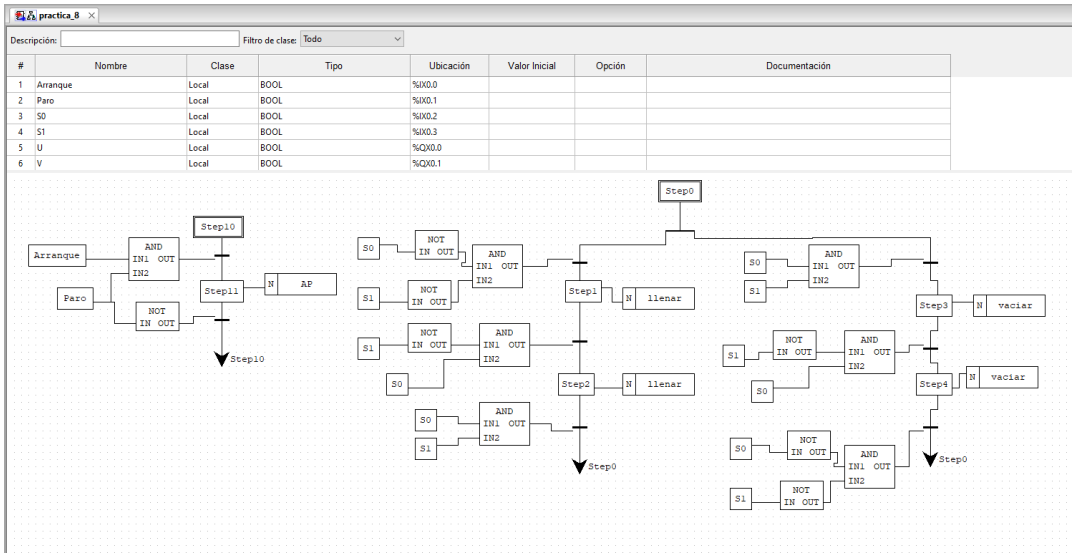 practica_8
Descripción: Filtro de clase: Todo
# Nombre Clase Tipo Ubicación Valor Inicial Opción Documentación
1 Arranque Local BOOL %IX0.0
2 Paro Local BOOL %IX0.1
3 S0 Local BOOL %IX0.2
4 S1 Local BOOL %IX0.3
5 U Local BOOL %QX0.0
6 V Local BOOL %QX0.1
Step10
Arranque
AND
IN1 OUT
IN2
Paro
NOT
IN OUT
Step11
N AP
Step10
Step0
S0
NOT
IN OUT
AND
IN1 OUT
IN2
S1
NOT
IN OUT
Step1
N llenar
S1
NOT
IN OUT
AND
IN1 OUT
IN2
S0
Step2
N llenar
S0
AND
IN1 OUT
IN2
S1
Step0
S0
AND
IN1 OUT
IN2
S1
Step3
N vaciar
S1
NOT
IN OUT
AND
IN1 OUT
IN2
S0
Step4
N vaciar
S0
NOT
IN OUT
AND
IN1 OUT
IN2
S1
NOT
IN OUT
Step0